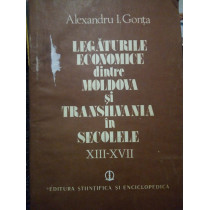 Alexandru I. Gonța
LEGĂTURILE
ECONOMICE dintre
MOLDOVA
și
TRANSILVANIA
în
SECOLELE
XIII-XVII
EDITURA ȘTIINȚIFICĂ ȘI ENCICLOPEDICĂ